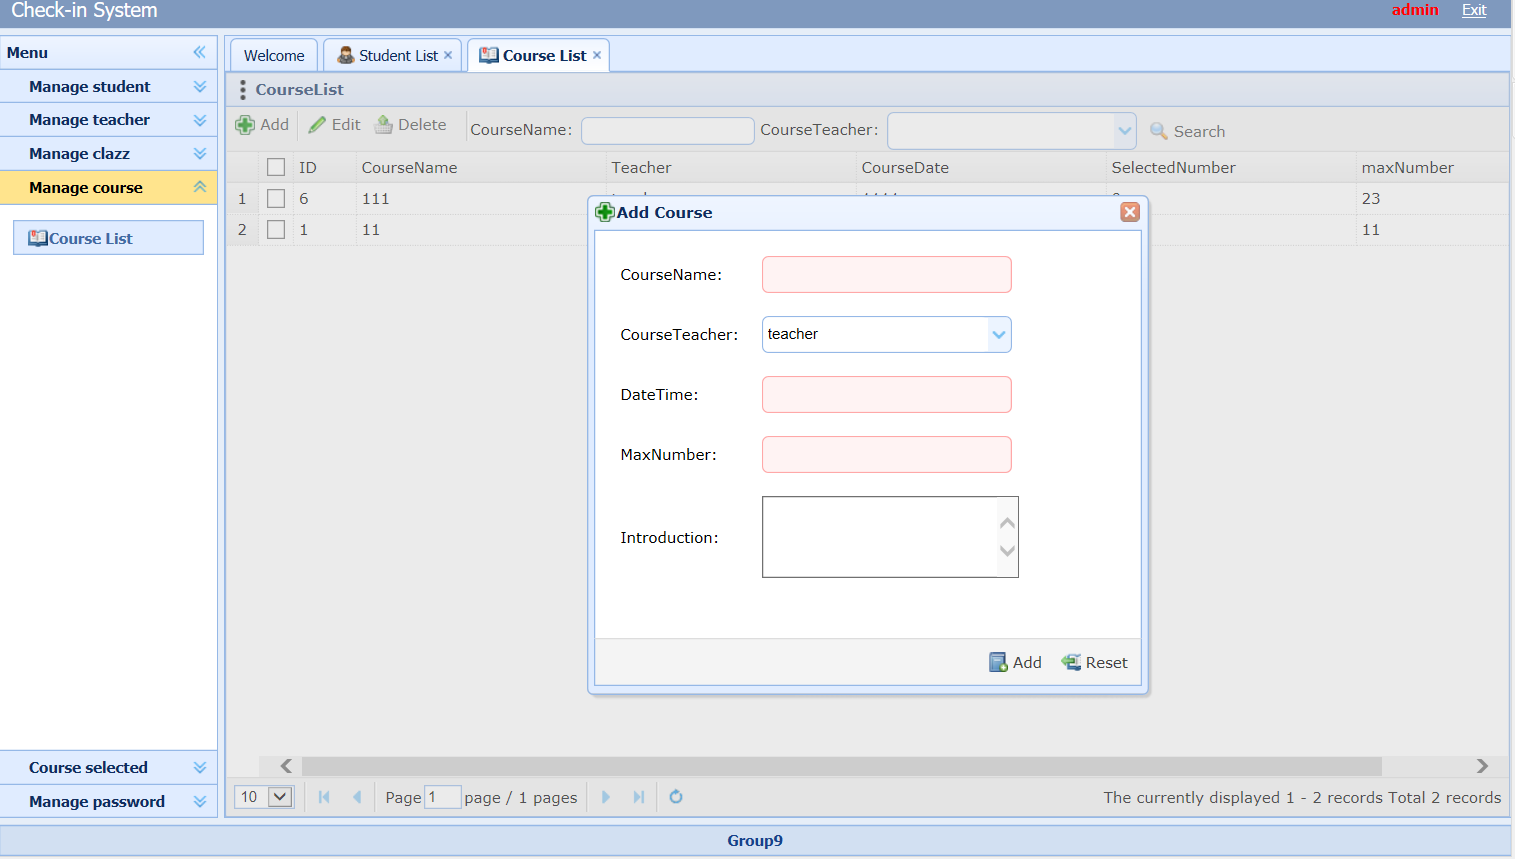 Check-in System
admin Exit
Menu
Manage student
Manage teacher
Manage clazz
Manage course
Course List
Course selected
Manage password
Welcome Student List Course List
CourseList
Add Edit Delete CourseName: CourseTeacher: Search
ID CourseName Teacher CourseDate SelectedNumber maxNumber
1 6 111 23
2 1 11 11
Add Course
CourseName:
CourseTeacher: teacher
DateTime:
MaxNumber:
Introduction:
Add Reset
10 Page 1 page / 1 pages The currently displayed 1 - 2 records Total 2 records
Group9